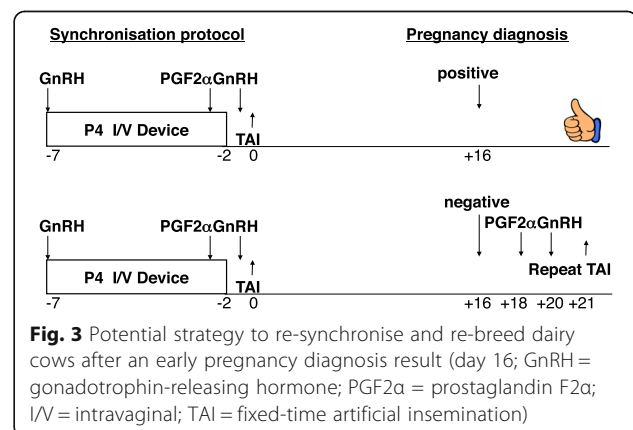 Synchronisation protocol Pregnancy diagnosis
GnRH PGF2αGnRH positive
P4 I/V Device
TAI
-7 -2 0 +16
negative
GnRH PGF2αGnRH PGF2αGnRH
P4 I/V Device Repeat TAI
TAI
-7 -2 0 +16 +18 +20 +21
Fig. 3 Potential strategy to re-synchronise and re-breed dairy
cows after an early pregnancy diagnosis result (day 16; GnRH =
gonadotrophin-releasing hormone; PGF2α = prostaglandin F2α;
I/V = intravaginal; TAI = fixed-time artificial insemination)